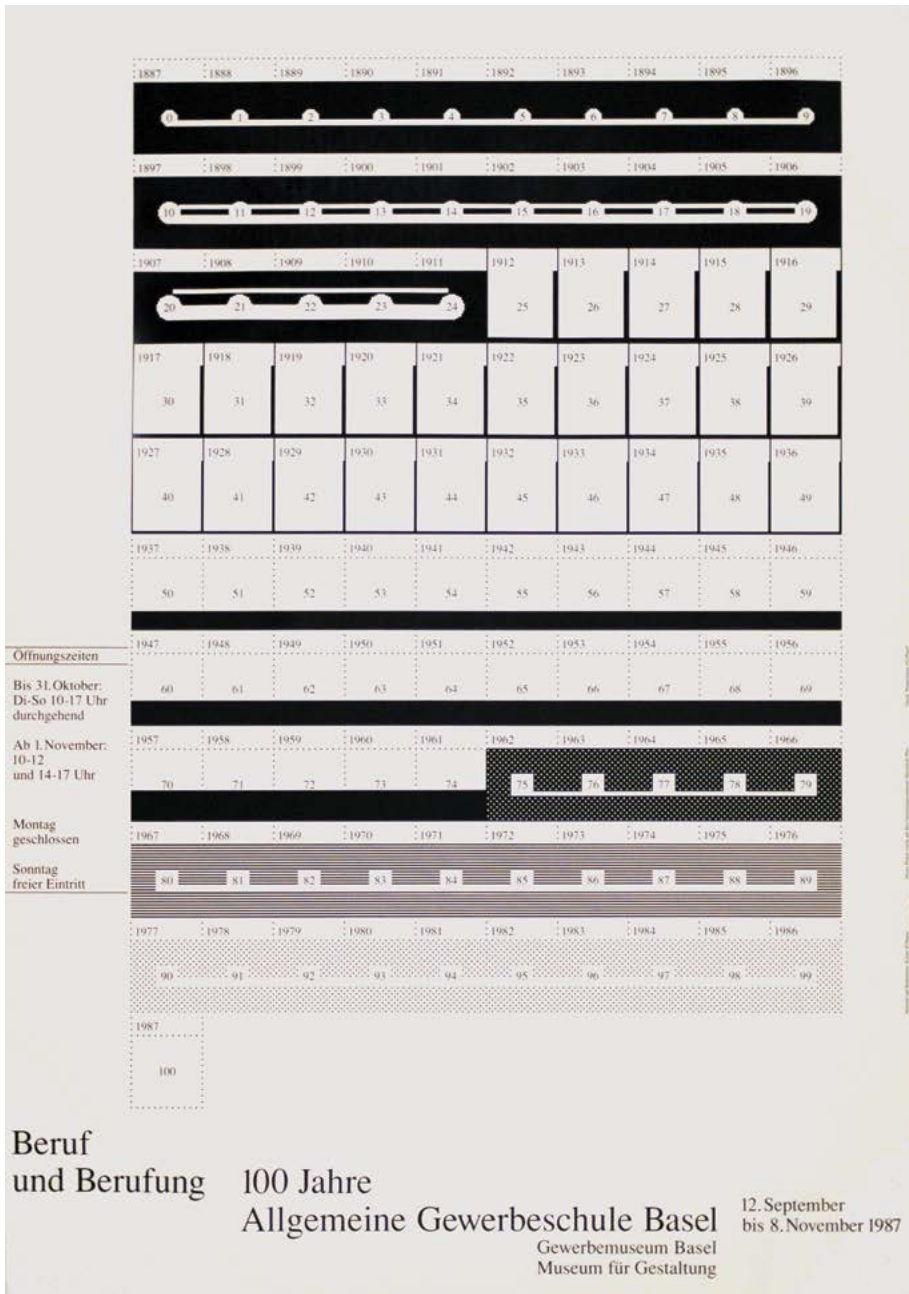 1887 1888 1889 1890 1891 1892 1893 1894 1895 1896
0 1 2 3 4 5 6 7 8 9
1897 1898 1899 1900 1901 1902 1903 1904 1905 1906
10 11 12 13 14 15 16 17 18 19
1907 1908 1909 1910 1911 1912 1913 1914 1915 1916
20 21 22 23 24 25 26 27 28 29
1917 1918 1919 1920 1921 1922 1923 1924 1925 1926
30 31 32 33 34 35 36 37 38 39
1927 1928 1929 1930 1931 1932 1933 1934 1935 1936
40 41 42 43 44 45 46 47 48 49
1937 1938 1939 1940 1941 1942 1943 1944 1945 1946
50 51 52 53 54 55 56 57 58 59
1947 1948 1949 1950 1951 1952 1953 1954 1955 1956
60 61 62 63 64 65 66 67 68 69
1957 1958 1959 1960 1961 1962 1963 1964 1965 1966
70 71 72 73 74 75 76 77 78 79
1967 1968 1969 1970 1971 1972 1973 1974 1975 1976
80 81 82 83 84 85 86 87 88 89
1977 1978 1979 1980 1981 1982 1983 1984 1985 1986
90 91 92 93 94 95 96 97 98 99
1987
100
Öffnungszeiten
Bis 31. Oktober:
Di-So 10-17 Uhr
durchgehend
Ab 1. November:
10-12
und 14-17 Uhr
Montag
geschlossen
Sonntag
freier Eintritt
Beruf
und Berufung
100 Jahre
Allgemeine Gewerbeschule Basel
Gewerbemuseum Basel
Museum für Gestaltung
12. September
bis 8. November 1987